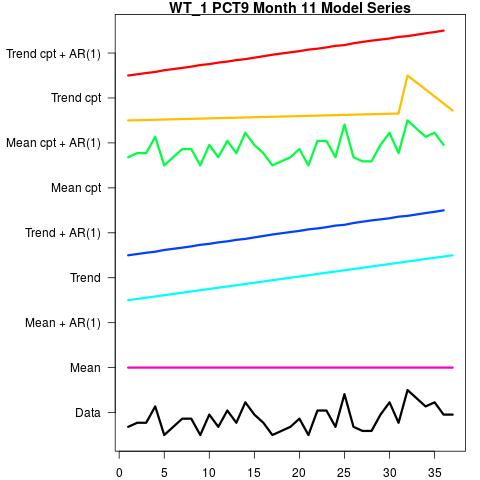 WT_1 PCT9 Month 11 Model Series
Trend cpt + AR(1)
Trend cpt
Mean cpt + AR(1)
Mean cpt
Trend + AR(1)
Trend
Mean + AR(1)
Mean
Data
0 5 10 15 20 25 30 35